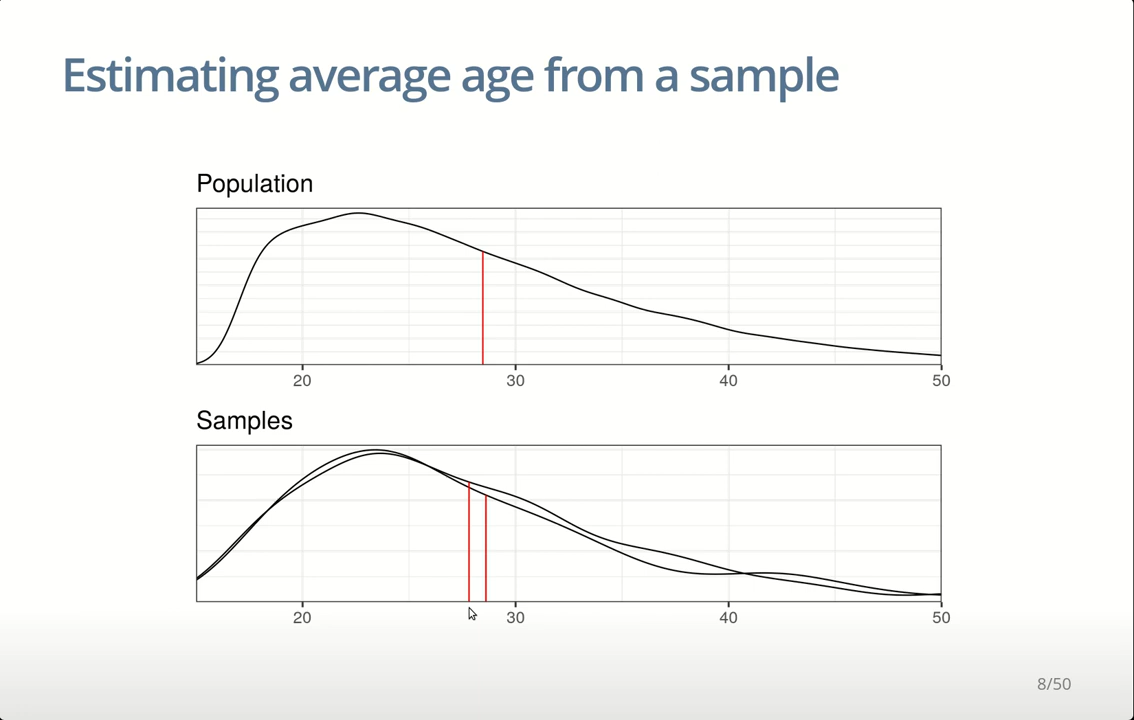 Estimating average age from a sample
Population
20 30 40 50
Samples
20 30 40 50
8/50